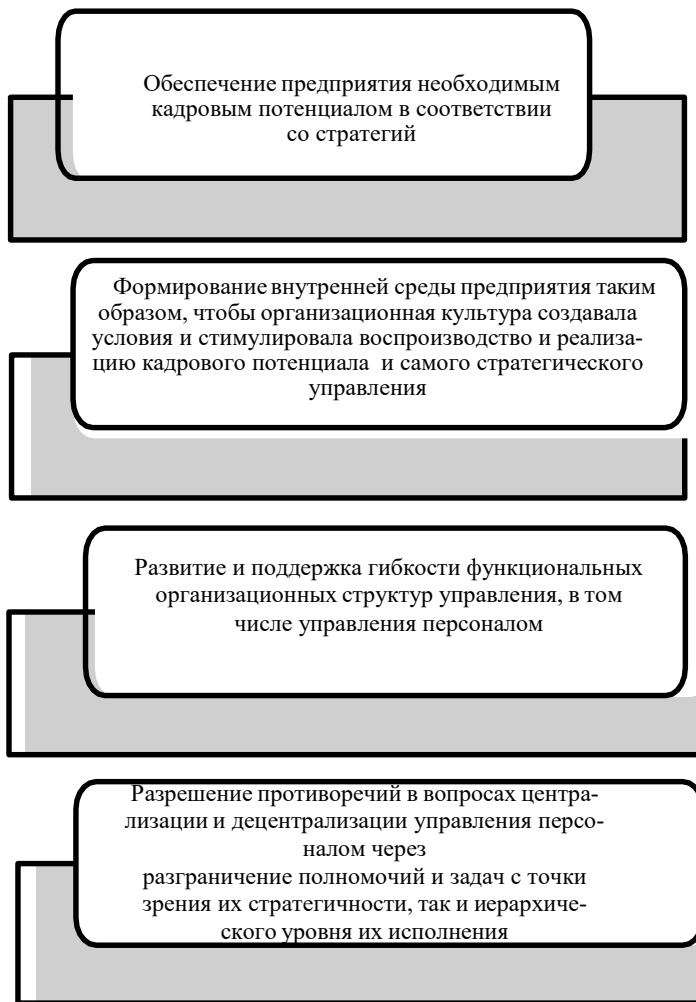 Обеспечение предприятия необходимым
кадровым потенциалом в соответствии
со стратегий
Формирование внутренней среды предприятия таким
образом, чтобы организационная культура создавала
условия и стимулировала воспроизводство и реализа-
цию кадрового потенциала и самого стратегического
управления
Развитие и поддержка гибкости функциональных
организационных структур управления, в том
числе управления персоналом
Разрешение противоречий в вопросах центра-
лизации и децентрализации управления персо-
налом через
разграничение полномочий и задач с точки
зрения их стратегичности, так и иерархиче-
ского уровня их исполнения